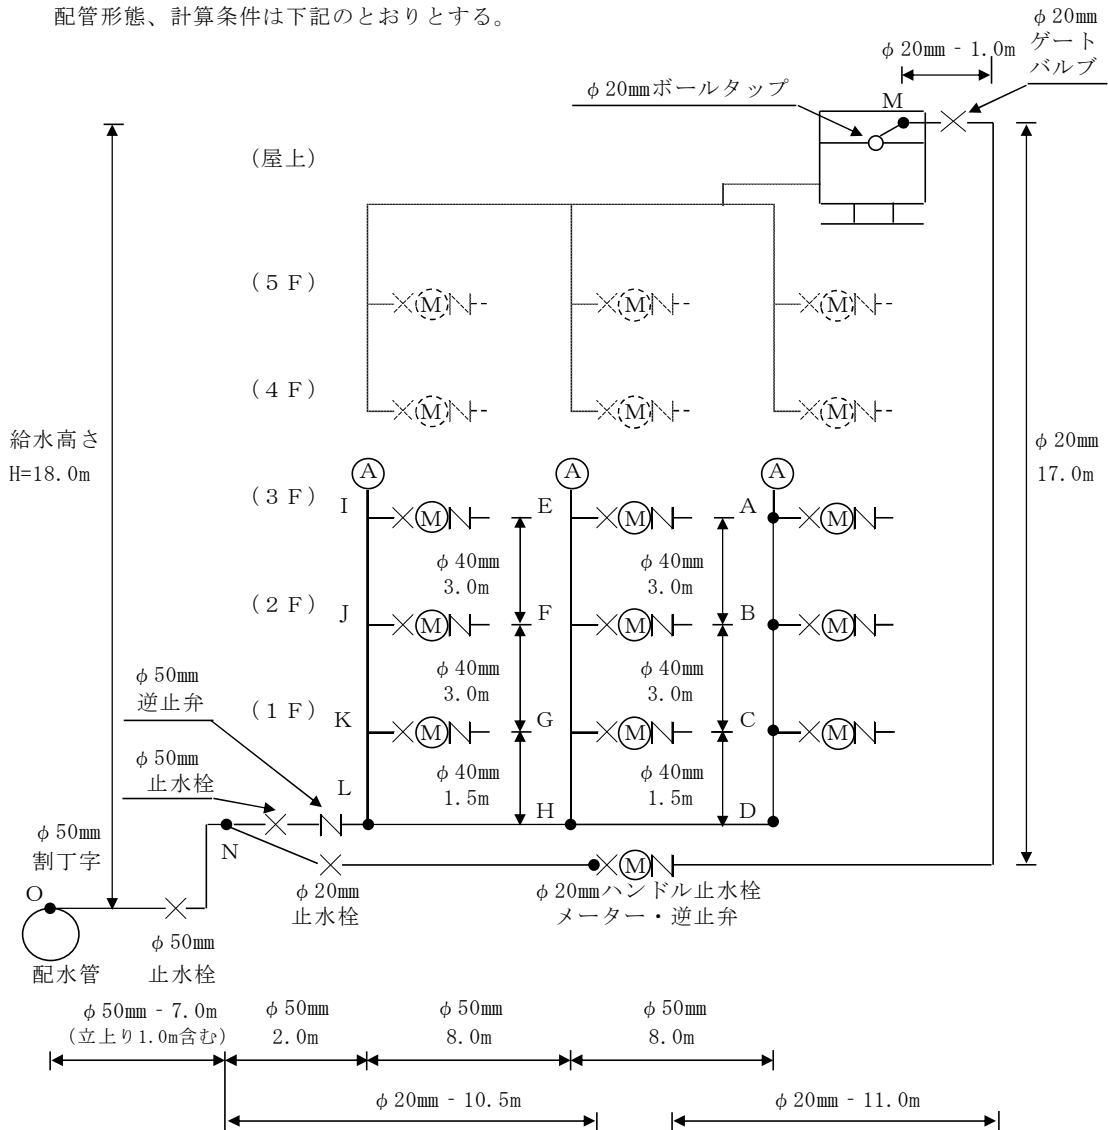 配管形態、計算条件は下記のとおりとする。
φ20mm
ゲート
バルブ
φ20mm‐1.0m
φ20mmボールタップ
M
(屋上)
(5F)
M
M
M
(4F)
M
M
M
給水高さ
H=18.0m
φ20mm
17.0m
A
A
A
(3F)
I
M
E
M
A
M
φ40mm
3.0m
φ40mm
3.0m
(2F)
J
M
F
M
B
M
φ40mm
3.0m
φ40mm
3.0m
φ50mm
逆止弁
(1F)
K
M
G
M
C
M
φ50mm
止水栓
φ40mm
1.5m
φ40mm
1.5m
L
H
D
φ50mm
割丁字
N
M
O
φ20mm
止水栓
φ20mmハンドル止水栓
メーター・逆止弁
φ50mm
止水栓
配水管
φ50mm‐7.0m
(立上り1.0m含む)
φ50mm
2.0m
φ50mm
8.0m
φ50mm
8.0m
φ20mm‐10.5m
φ20mm‐11.0m